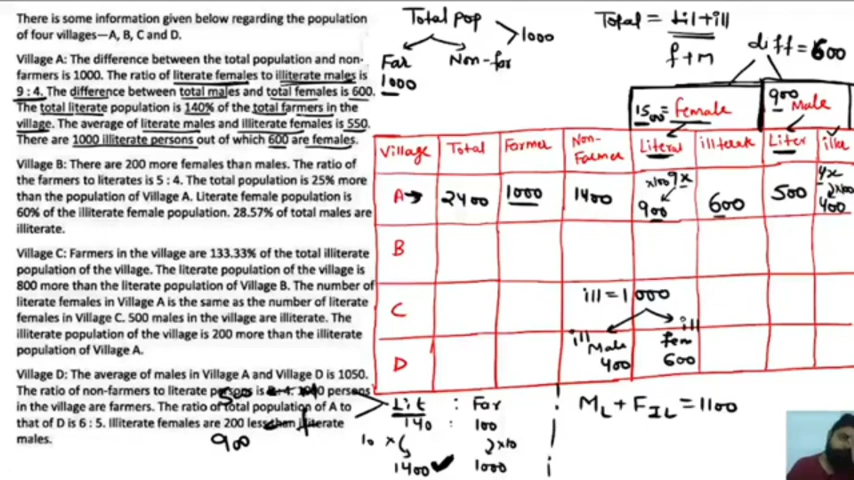 There is some information given below regarding the population
of four villages—A, B, C and D.
Village A: The difference between the total population and non-
farmers is 1000. The ratio of literate females to illiterate males is
9 : 4. The difference between total males and total females is 600.
The total literate population is 140% of the total farmers in the
village. The average of literate males and illiterate females is 550.
There are 1000 illiterate persons out of which 600 are females.
Village B: There are 200 more females than males. The ratio of
the farmers to literates is 5 : 4. The total population is 25% more
than the population of Village A. Literate female population is
60% of the illiterate female population. 28.57% of total males are
illiterate.
Village C: Farmers in the village are 133.33% of the total illiterate
population of the village. The literate population of the village is
800 more than the literate population of Village B. The number of
literate females in Village A is the same as the number of literate
females in Village C. 500 males in the village are illiterate. The
illiterate population of the village is 200 more than the illiterate
population of Village A.
Village D: The average of males in Village A and Village D is 1050.
The ratio of non-farmers to literate persons is persons
in the village are farmers. The ratio of total population of A to
that of D is 6 : 5. Illiterate females are 200 less than illiterate
males.
900
Total pop
Far Non-far 1000
1000
Total = Lil+ill
f+m
diff = 600
1500= female 900 Male
Village Total Farmer Non-Farmer Literal illterate Liter
A→ 2400 1000 1400 ×100 9x 900 600 500 4x ×100 400
B
C
D
ill = 1000
ill Male 400 ill fem 600
Lit : Far
140 : 100
10 × ×10
1400 1000
ML + FIL = 1100